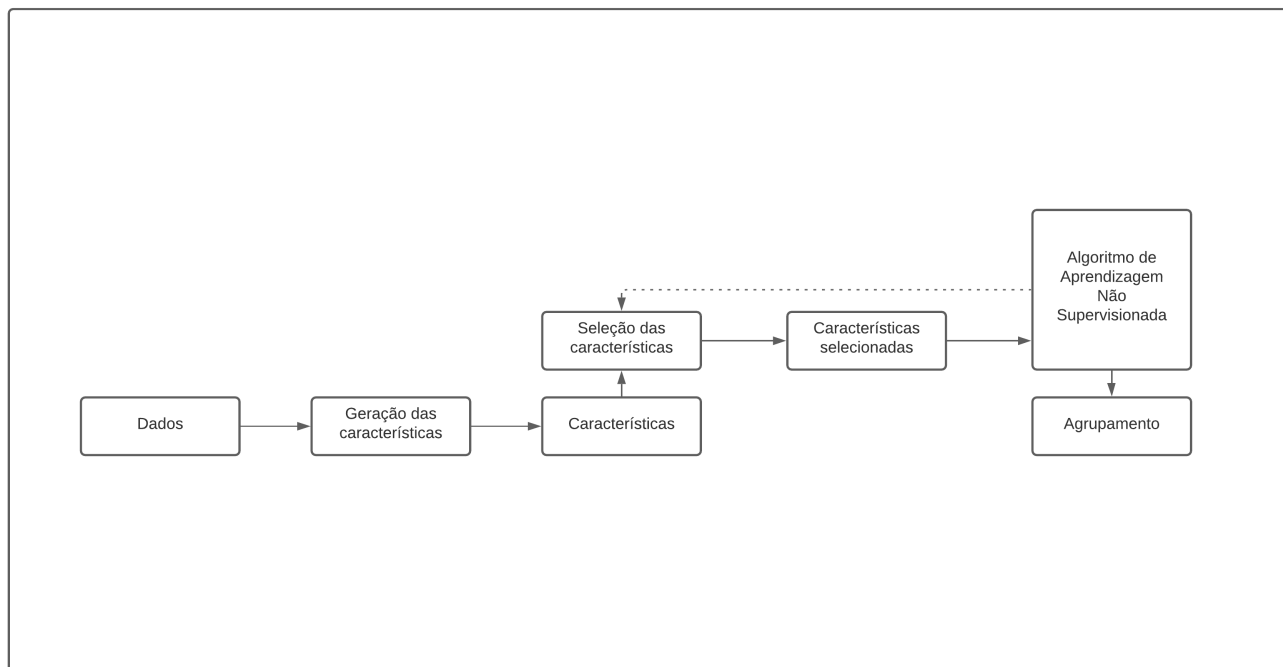 Dados
Geração das
características
Características
Seleção das
características
Características
selecionadas
Algoritmo de
Aprendizagem
Não
Supervisionada
Agrupamento